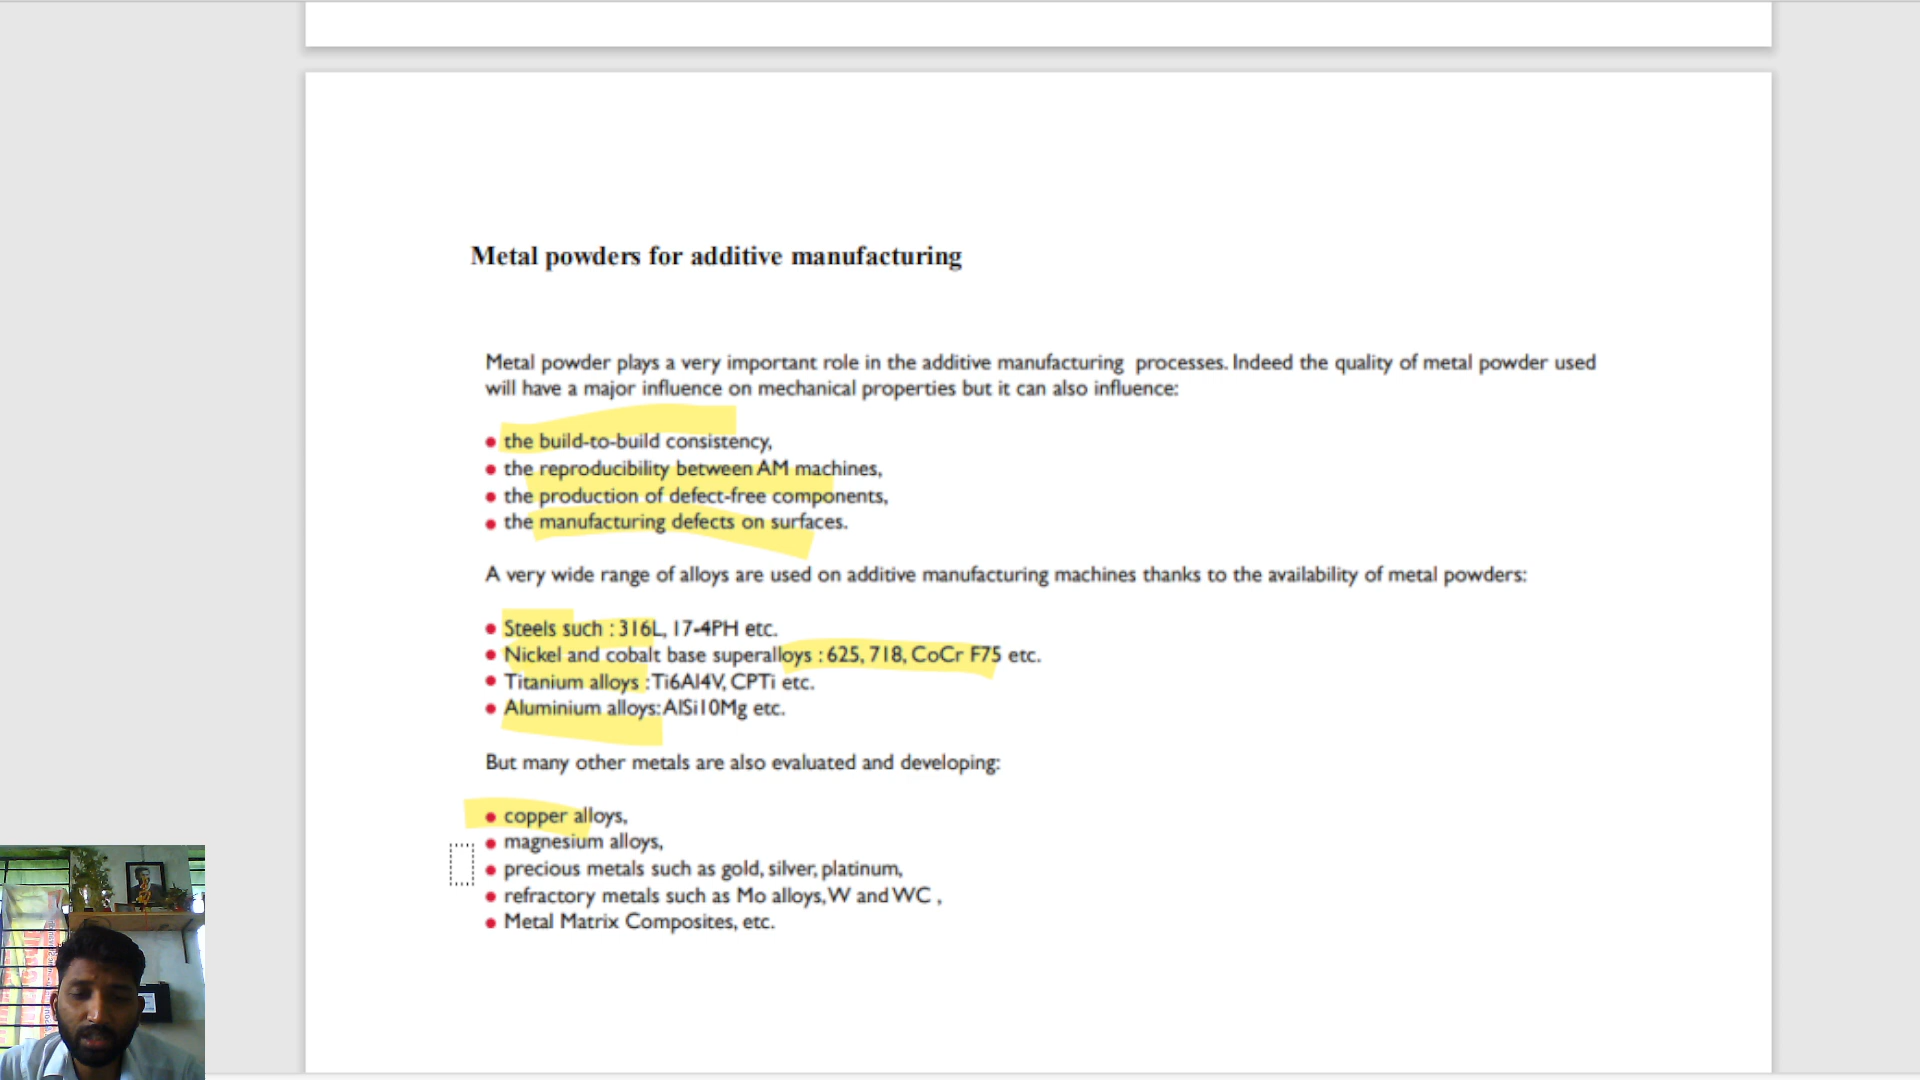 Metal powders for additive manufacturing
Metal powder plays a very important role in the additive manufacturing processes. Indeed the quality of metal powder used
will have a major influence on mechanical properties but it can also influence:
● the build-to-build consistency,
● the reproducibility between AM machines,
● the production of defect-free components,
● the manufacturing defects on surfaces.
A very wide range of alloys are used on additive manufacturing machines thanks to the availability of metal powders:
● Steels such : 316L, 17-4PH etc.
● Nickel and cobalt base superalloys : 625, 718, CoCr F75 etc.
● Titanium alloys :Ti6Al4V, CPTi etc.
● Aluminium alloys: AlSi10Mg etc.
But many other metals are also evaluated and developing:
● copper alloys,
● magnesium alloys,
● precious metals such as gold, silver, platinum,
● refractory metals such as Mo alloys, W and WC ,
● Metal Matrix Composites, etc.